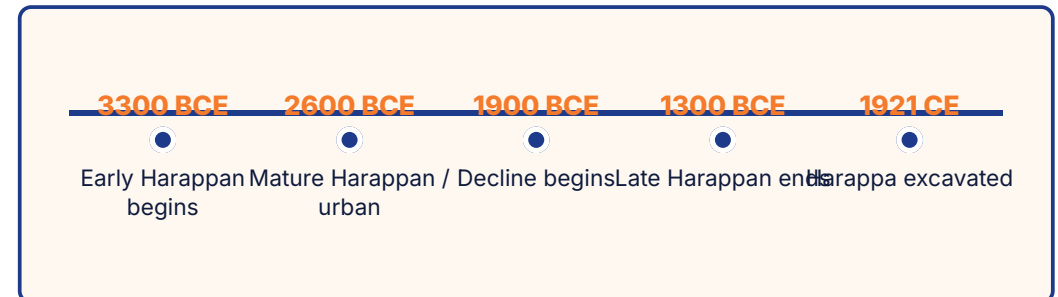 3300 BCE 2600 BCE 1900 BCE 1300 BCE 1921 CE
Early Harappan begins
Mature Harappan / urban
Decline begins
Late Harappan ends
Harappa excavated